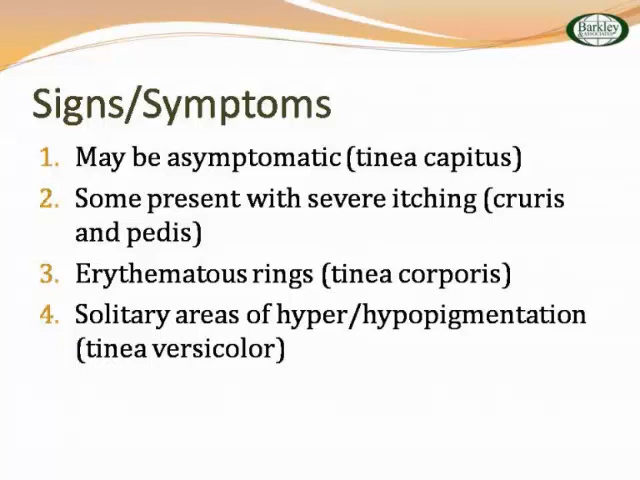 Barkley
& ASSOCIATES
Signs/Symptoms
1. May be asymptomatic (tinea capitus)
2. Some present with severe itching (cruris
and pedis)
3. Erythematous rings (tinea corporis)
4. Solitary areas of hyper/hypopigmentation
(tinea versicolor)